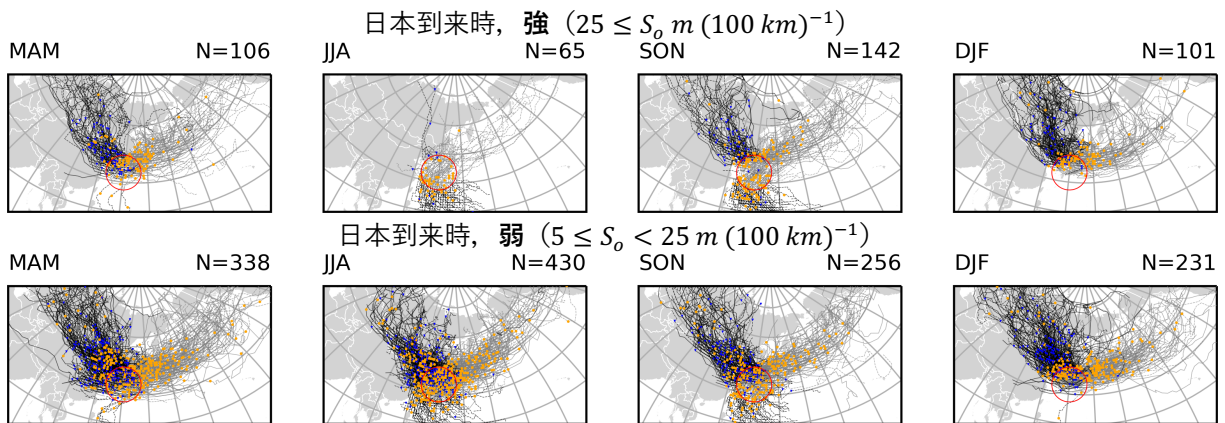 日本到来時，強（25 ≤ S_o m (100 km)⁻¹）
MAM N=106 JJA N=65 SON N=142 DJF N=101
日本到来時，弱（5 ≤ S_o < 25 m (100 km)⁻¹）
MAM N=338 JJA N=430 SON N=256 DJF N=231